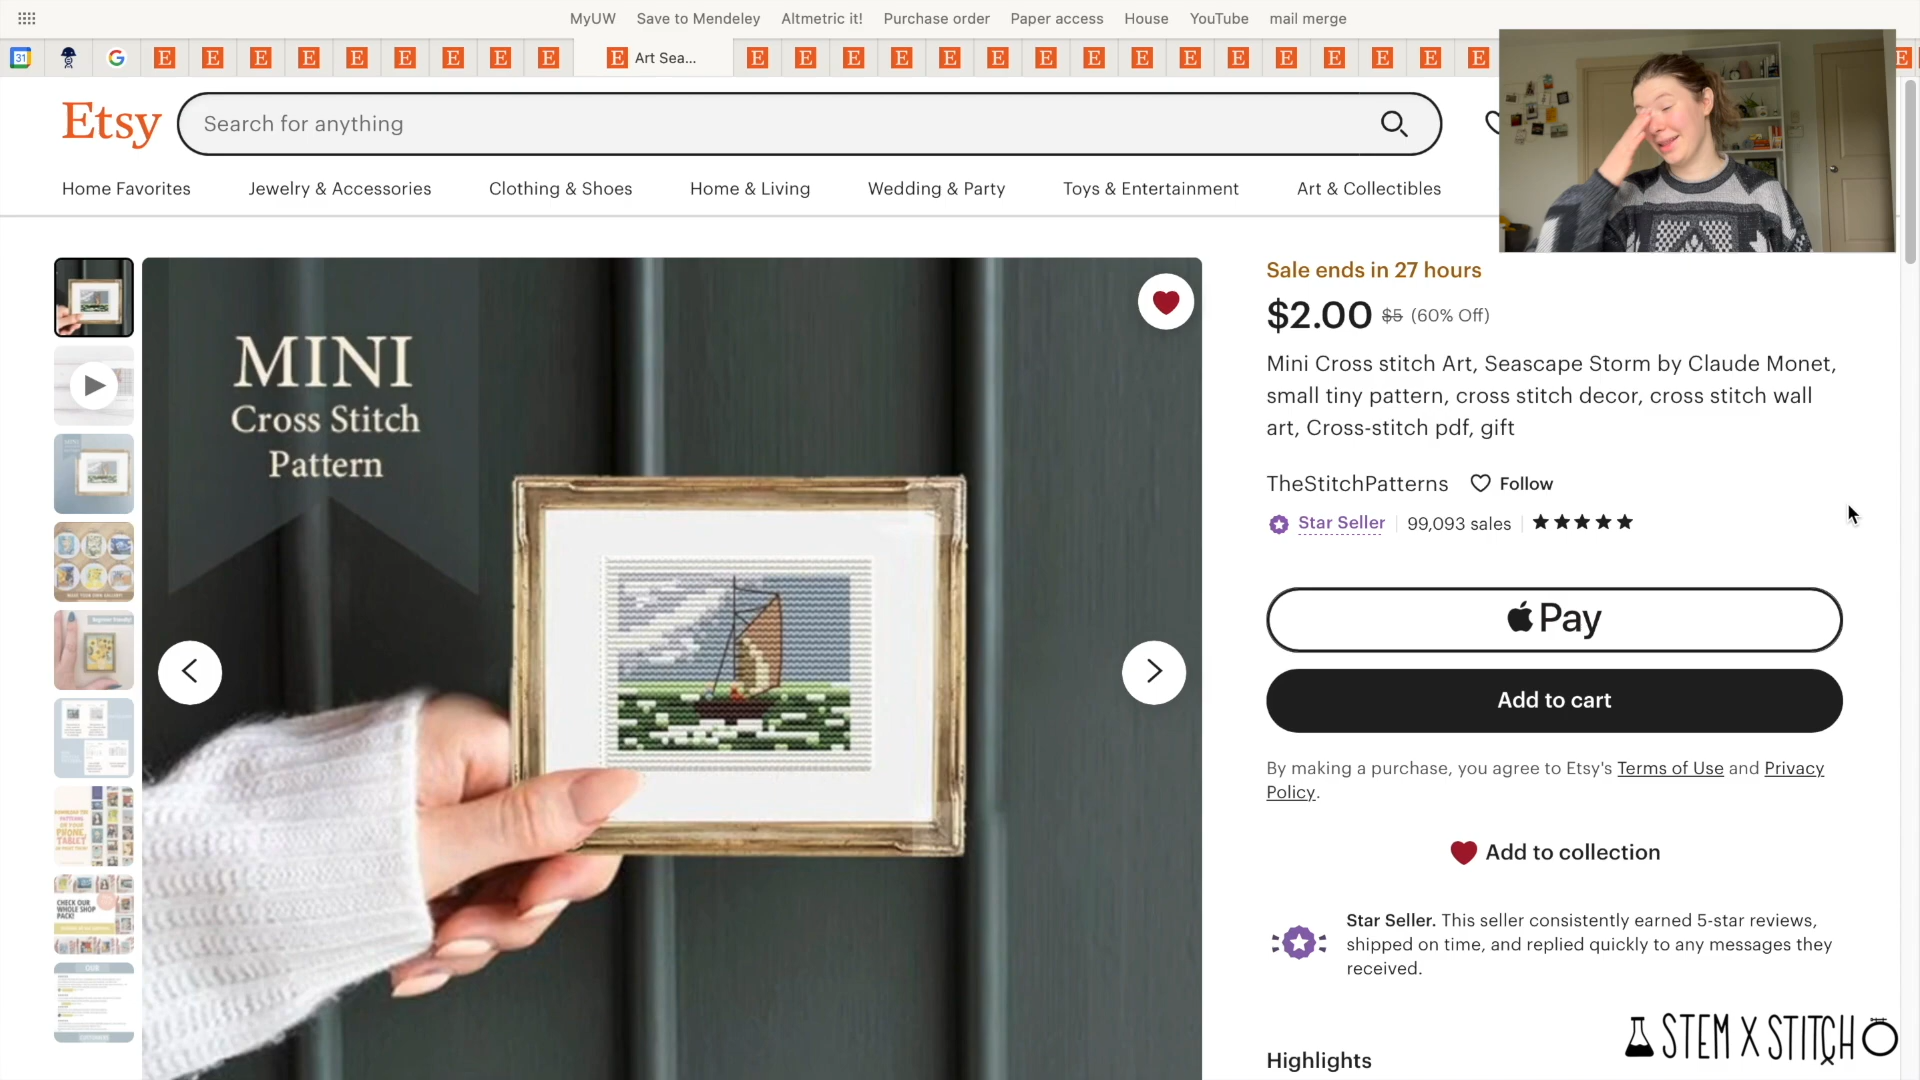 MyUW Save to Mendeley Altmetric it! Purchase order Paper access House YouTube mail merge
31 G E E E E E E E E E E Art Sea... E E E E E E E E E E E E E E E E E
Etsy Search for anything
Home Favorites Jewelry & Accessories Clothing & Shoes Home & Living Wedding & Party Toys & Entertainment Art & Collectibles
MINI
Cross Stitch
Pattern
CHECK OUR
WHOLE SHOP
PACK!
Sale ends in 27 hours
$2.00 $5 (60% Off)
Mini Cross stitch Art, Seascape Storm by Claude Monet,
small tiny pattern, cross stitch decor, cross stitch wall
art, Cross-stitch pdf, gift
TheStitchPatterns Follow
Star Seller 99,093 sales
Pay
Add to cart
By making a purchase, you agree to Etsy's Terms of Use and Privacy
Policy.
Add to collection
Star Seller. This seller consistently earned 5-star reviews,
shipped on time, and replied quickly to any messages they
received.
STEM X STITCH
Highlights